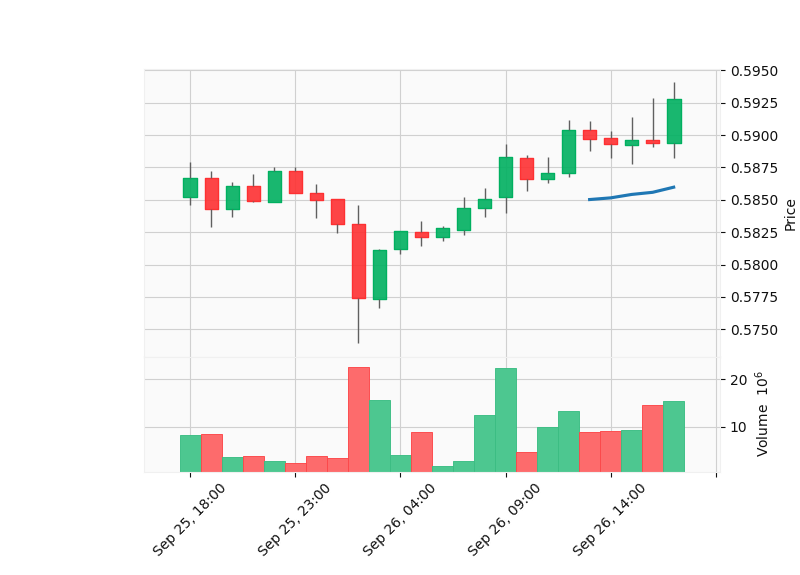 0.5950
0.5925
0.5900
0.5875
0.5850
0.5825
0.5800
0.5775
0.5750
Price
20
10
Volume 10^6
Sep 25, 18:00
Sep 25, 23:00
Sep 26, 04:00
Sep 26, 09:00
Sep 26, 14:00